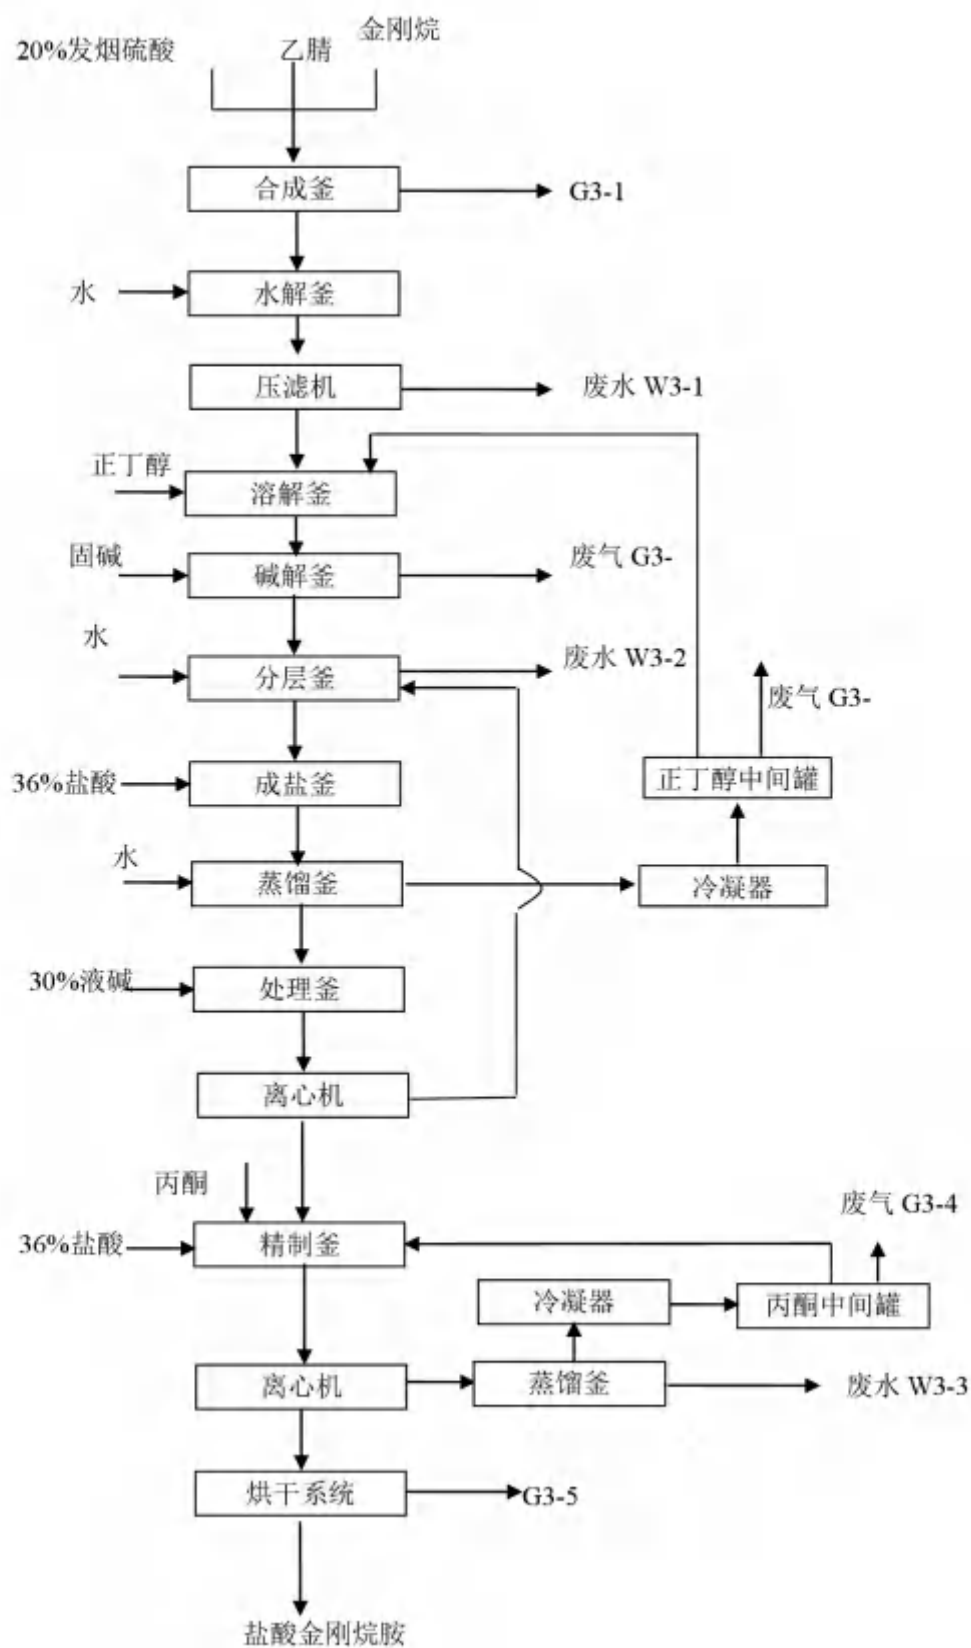 金刚烷
20%发烟硫酸
乙腈
合成釜
G3-1
水
水解釜
压滤机
废水 W3-1
正丁醇
溶解釜
固碱
碱解釜
废气 G3-
水
分层釜
废水 W3-2
废气 G3-
36%盐酸
成盐釜
正丁醇中间罐
水
蒸馏釜
冷凝器
30%液碱
处理釜
离心机
丙酮
废气 G3-4
36%盐酸
精制釜
冷凝器
丙酮中间罐
离心机
蒸馏釜
废水 W3-3
烘干系统
G3-5
盐酸金刚烷胺